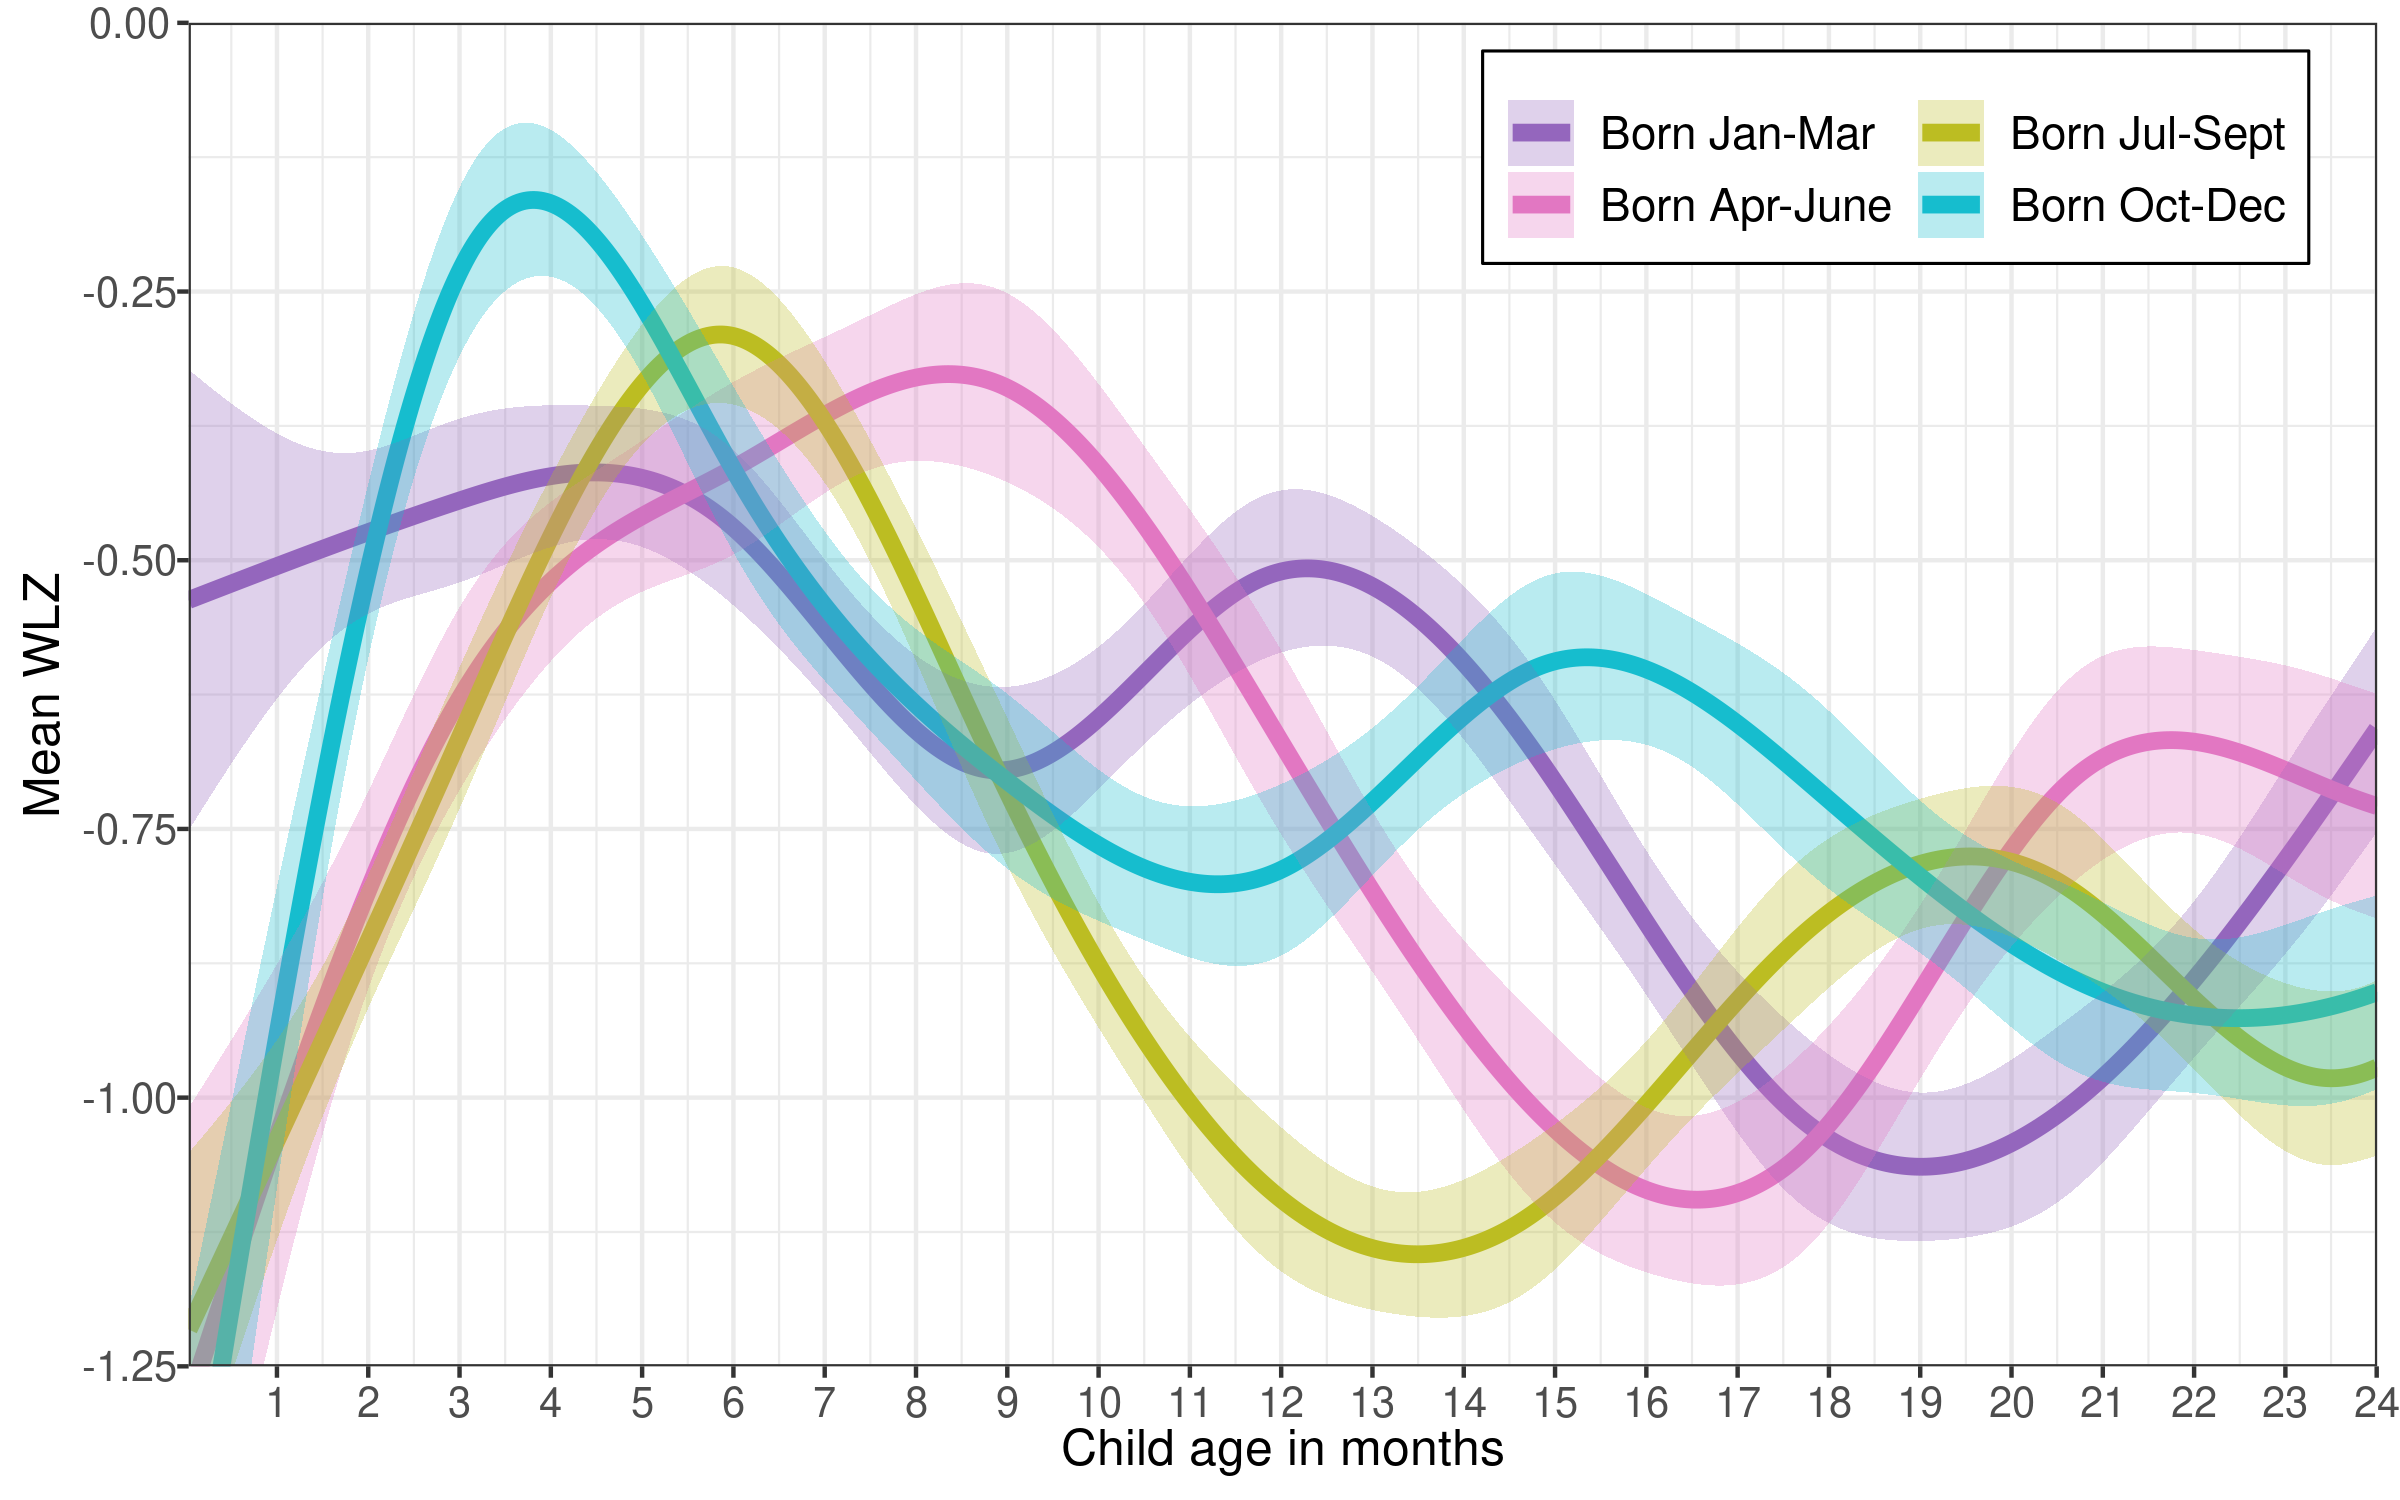 0.00
-0.25
-0.50
-0.75
-1.00
-1.25
Mean WLZ
Born Jan-Mar
Born Jul-Sept
Born Apr-June
Born Oct-Dec
1 2 3 4 5 6 7 8 9 10 11 12 13 14 15 16 17 18 19 20 21 22 23 24
Child age in months